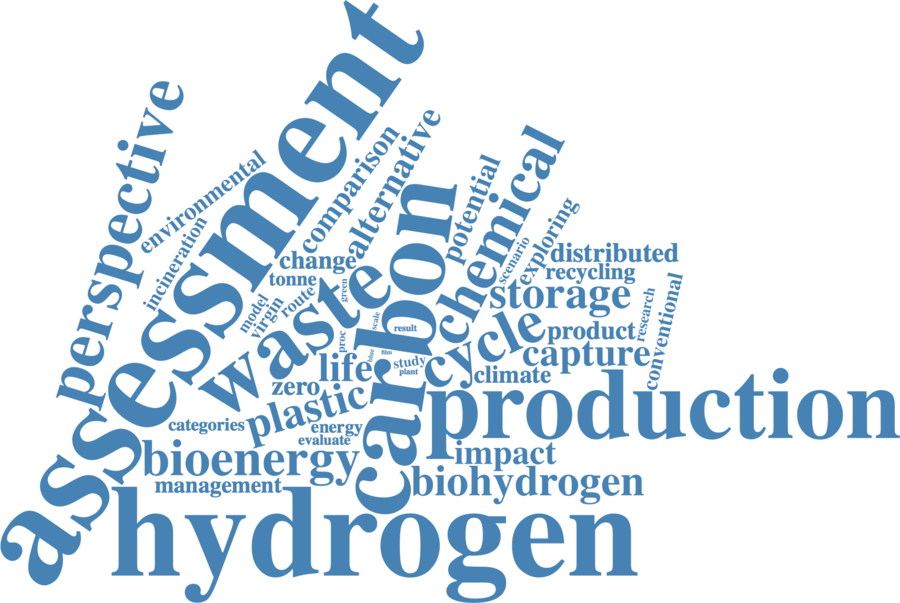 assessment
perspective
environmental
incineration
comparison
alternative
potential
chemical
scenario
exploring
distributed
recycling
change
tonne
green
model
virgin
route
waste
on
storage
research
conventional
scale
result
proc
blue
film
study
plant
cycle
product
capture
climate
life
zero
carbon
plastic
categories
energy
evaluate
production
bioenergy
impact
management
biohydrogen
hydrogen